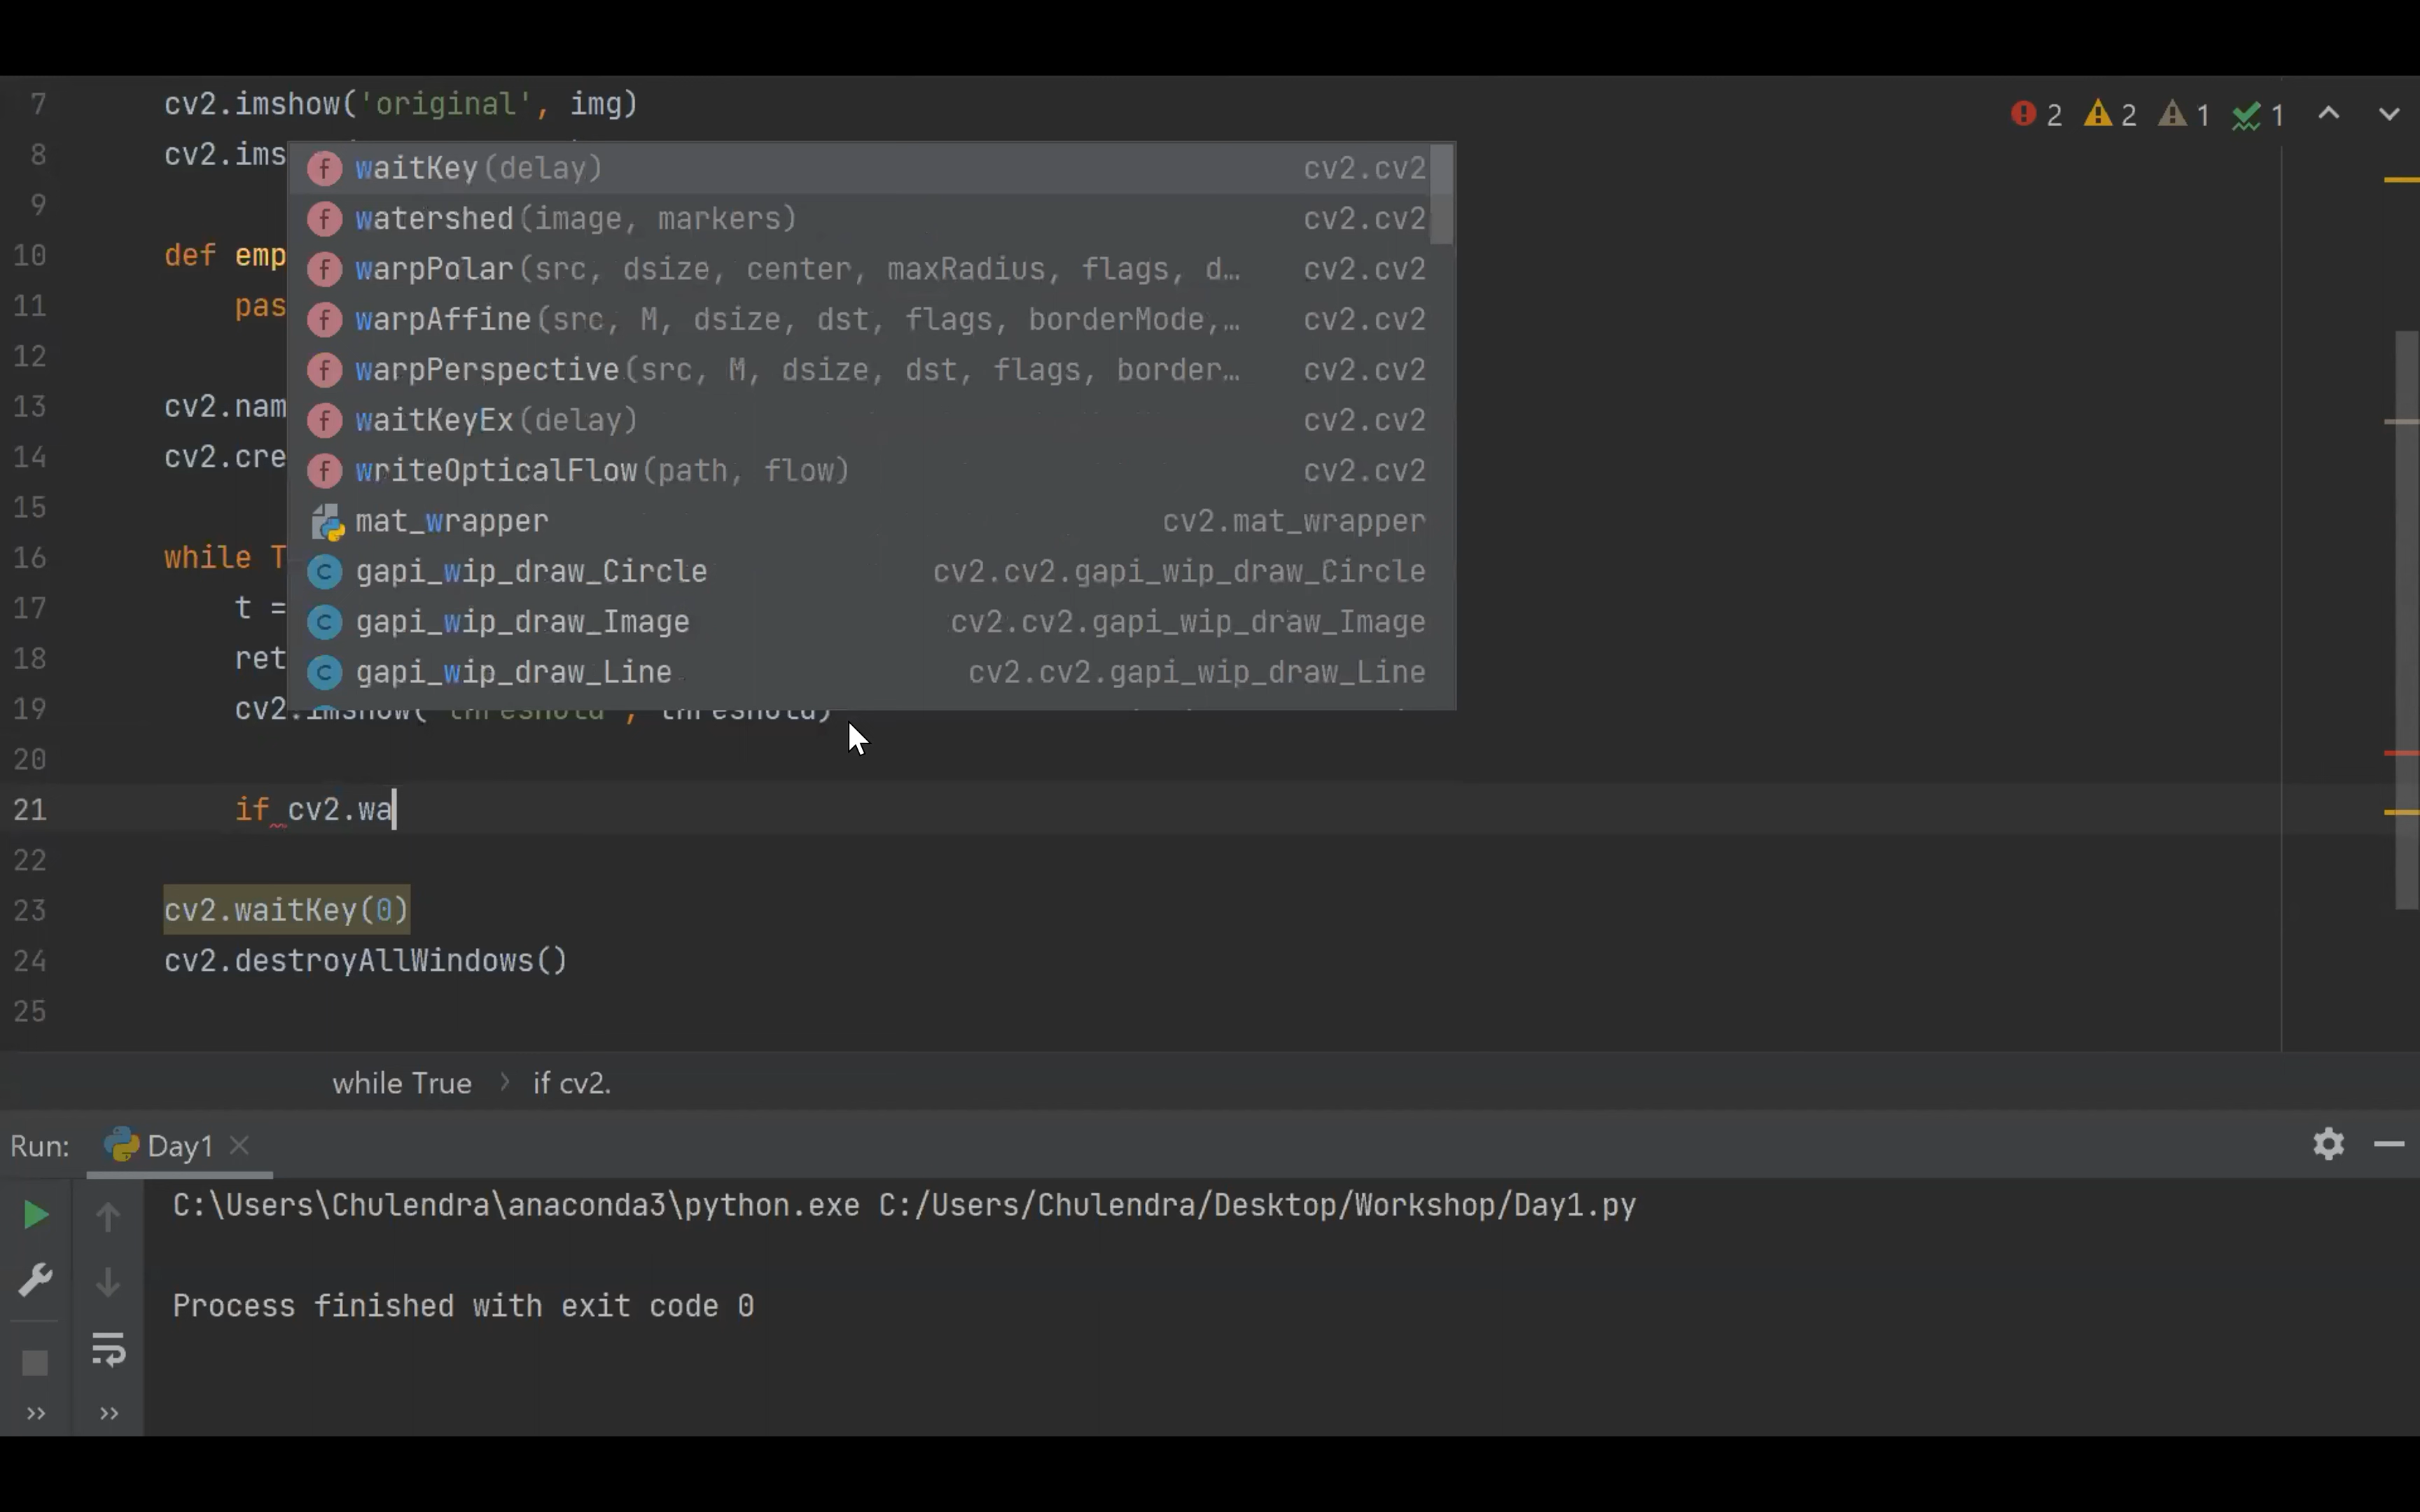 7 cv2.imshow('original', img)
2 2 1 1
8 cv2.ims
waitKey(delay) cv2.cv2
9
watershed(image, markers) cv2.cv2
10 def emp
warpPolar(src, dsize, center, maxRadius, flags, d… cv2.cv2
11 pas
warpAffine(src, M, dsize, dst, flags, borderMode,… cv2.cv2
12
warpPerspective(src, M, dsize, dst, flags, border… cv2.cv2
13 cv2.nam
waitKeyEx(delay) cv2.cv2
14 cv2.cre
writeOpticalFlow(path, flow) cv2.cv2
15
mat_wrapper cv2.mat_wrapper
16 while T
gapi_wip_draw_Circle cv2.cv2.gapi_wip_draw_Circle
17 t =
gapi_wip_draw_Image cv2.cv2.gapi_wip_draw_Image
18 ret
gapi_wip_draw_Line cv2.cv2.gapi_wip_draw_Line
19 cv2.imshow('threshold', threshold)
20
21 if cv2.wa
22
23 cv2.waitKey(0)
24 cv2.destroyAllWindows()
25
while True › if cv2.
Run: Day1
C:\Users\Chulendra\anaconda3\python.exe C:/Users/Chulendra/Desktop/Workshop/Day1.py
Process finished with exit code 0